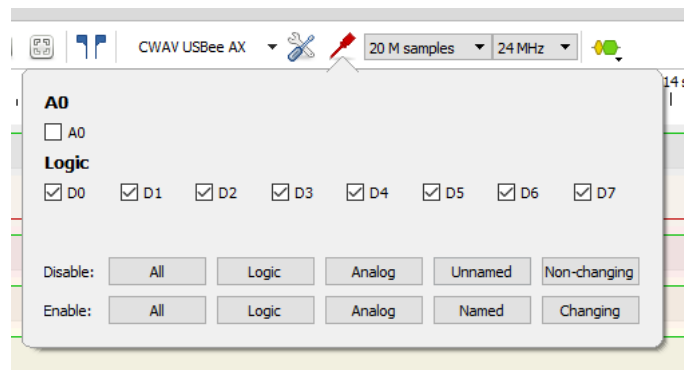 CWAV USBee AX 20 M samples 24 MHz
14 s
A0
A0
Logic
D0 D1 D2 D3 D4 D5 D6 D7
Disable: All Logic Analog Unnamed Non-changing
Enable: All Logic Analog Named Changing